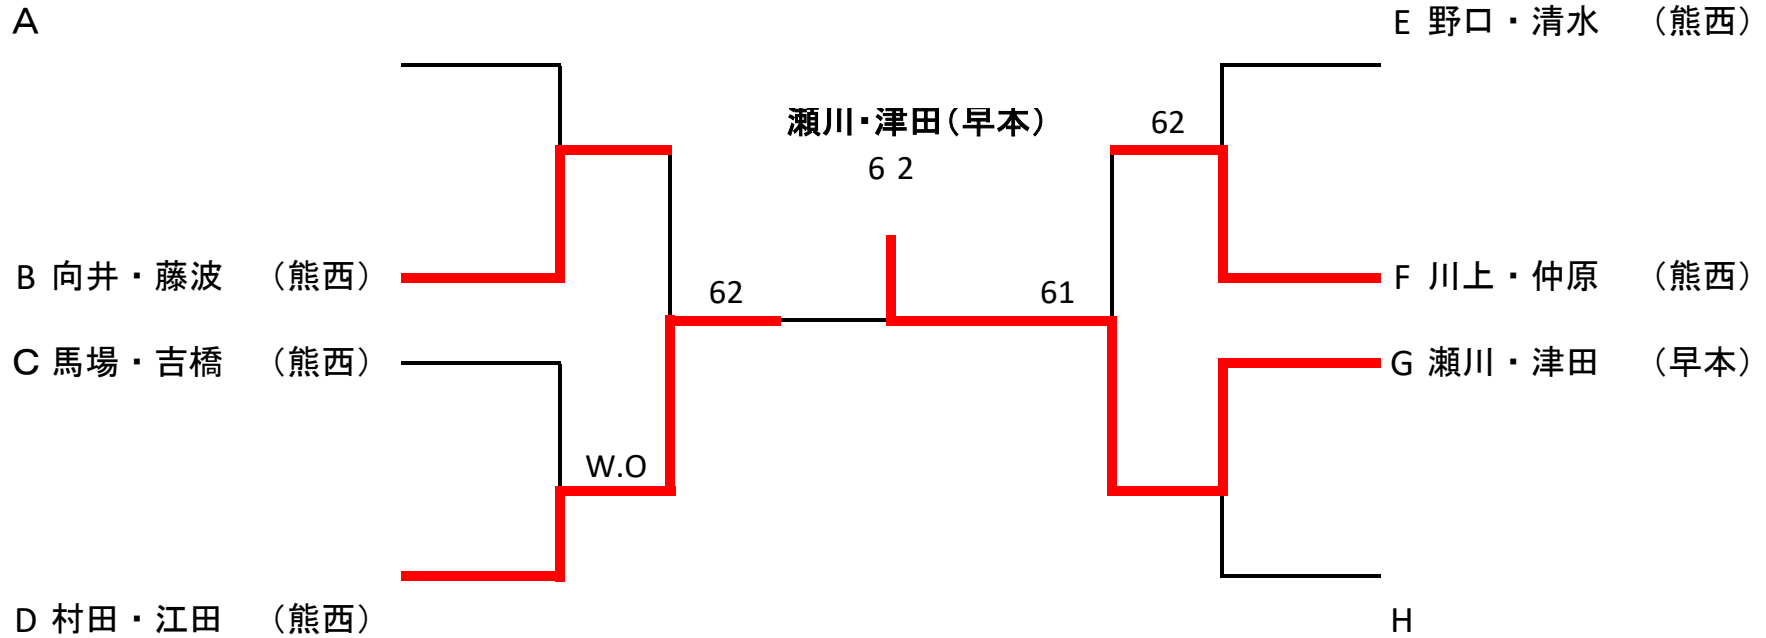 A
B 向井・藤波 （熊西）
C 馬場・吉橋 （熊西）
D 村田・江田 （熊西）
W.O
62
瀬川・津田（早本）
6 2
61
62
E 野口・清水 （熊西）
F 川上・仲原 （熊西）
G 瀬川・津田 （早本）
H